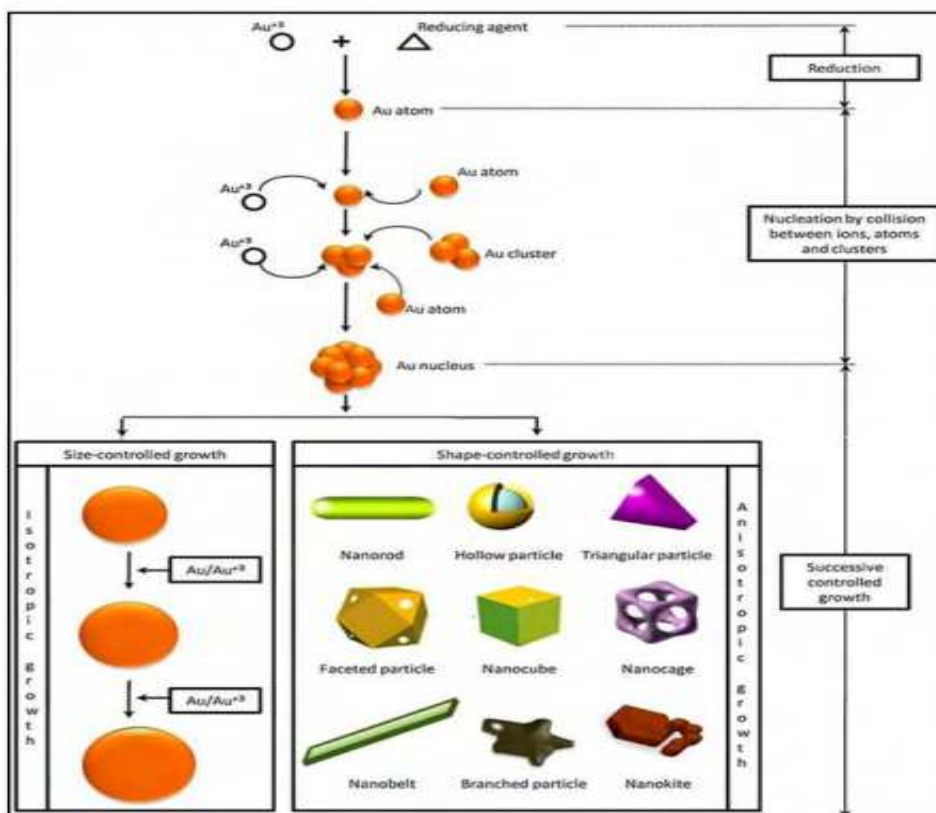 Au⁺³
+
Reducing agent
Reduction
Au atom
Au⁺³
Au atom
Nucleation by collision
between ions, atoms
and clusters
Au⁺³
Au cluster
Au atom
Au nucleus
Size-controlled growth
Shape-controlled growth
Isotropic growth
Au/Au⁺³
Au/Au⁺³
Nanorod
Hollow particle
Triangular particle
Faceted particle
Nanocube
Nanocage
Nanobelt
Branched particle
Nanokite
Anisotropic growth
Successive
controlled
growth